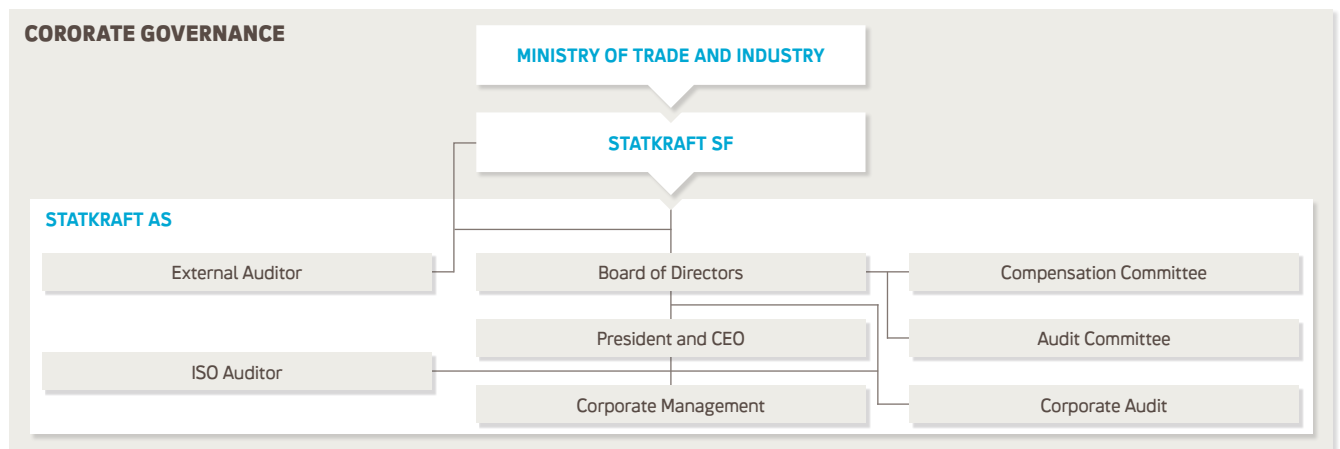 CORORATE GOVERNANCE
MINISTRY OF TRADE AND INDUSTRY
STATKRAFT SF
STATKRAFT AS
External Auditor
Board of Directors
Compensation Committee
President and CEO
Audit Committee
ISO Auditor
Corporate Management
Corporate Audit